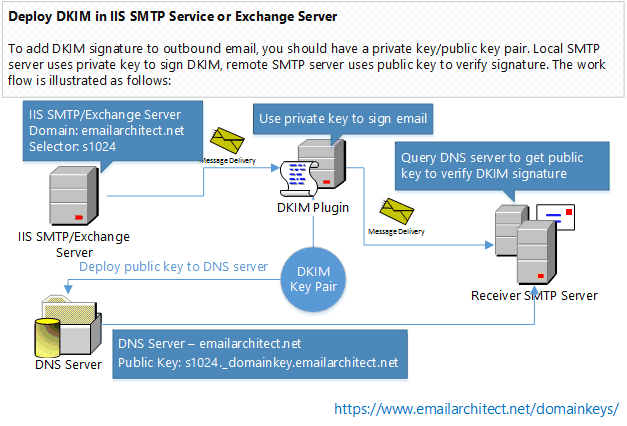 Deploy DKIM in IIS SMTP Service or Exchange Server
To add DKIM signature to outbound email, you should have a private key/public key pair. Local SMTP
server uses private key to sign DKIM, remote SMTP server uses public key to verify signature. The work
flow is illustrated as follows:
IIS SMTP/Exchange Server
Domain: emailarchitect.net
Selector: s1024
Use private key to sign email
Message Delivery
Query DNS server to get public
key to verify DKIM signature
DKIM Plugin
IIS SMTP/Exchange
Server
Message Delivery
Deploy public key to DNS server
DKIM
Key Pair
Receiver SMTP Server
DNS Server – emailarchitect.net
Public Key: s1024._domainkey.emailarchitect.net
DNS Server
https://www.emailarchitect.net/domainkeys/